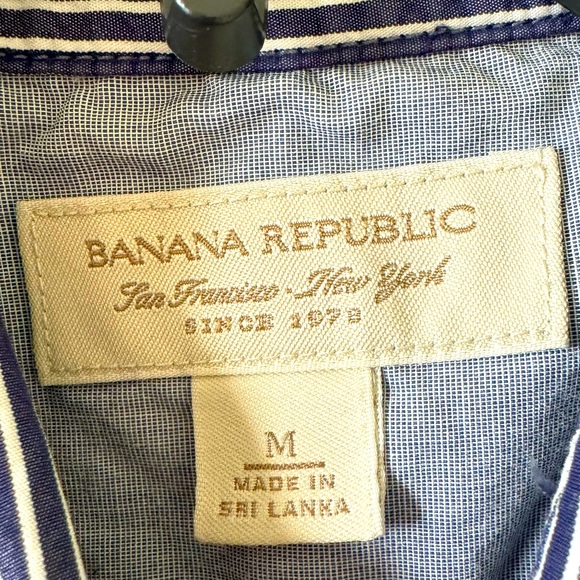 BANANA REPUBLIC
San Francisco - New York
SINCE 1978
M
MADE IN
SRI LANKA